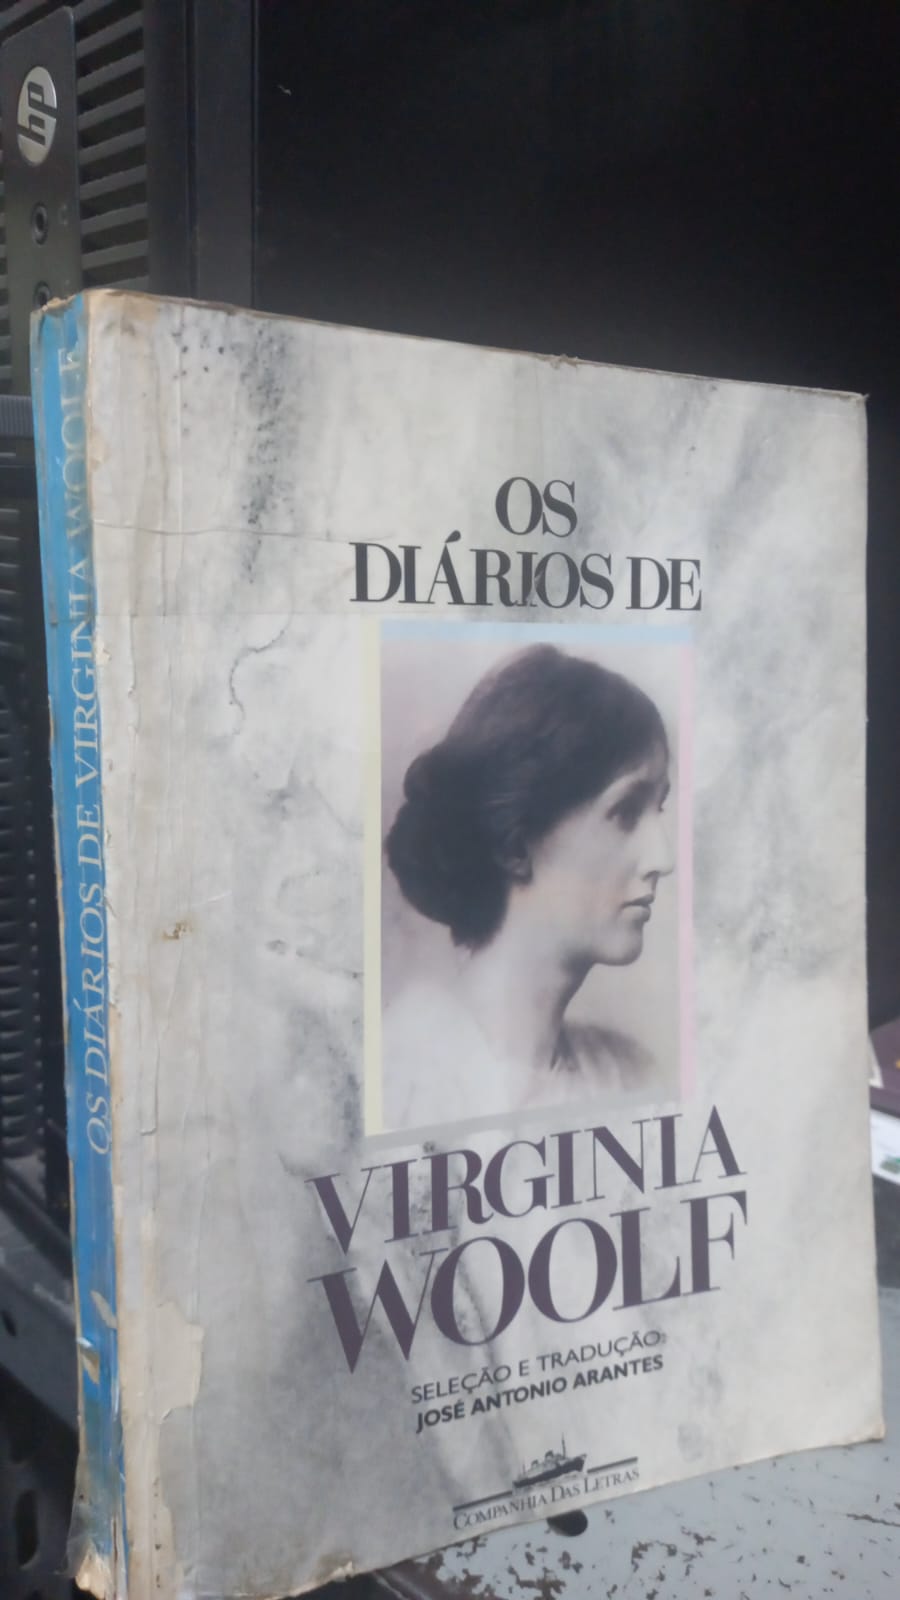 hp
OS DIÁRIOS DE VIRGINIA WOOLF
OS
DIÁRIOS DE
VIRGINIA
WOOLF
SELEÇÃO E TRADUÇÃO:
JOSÉ ANTONIO ARANTES
COMPANHIA DAS LETRAS